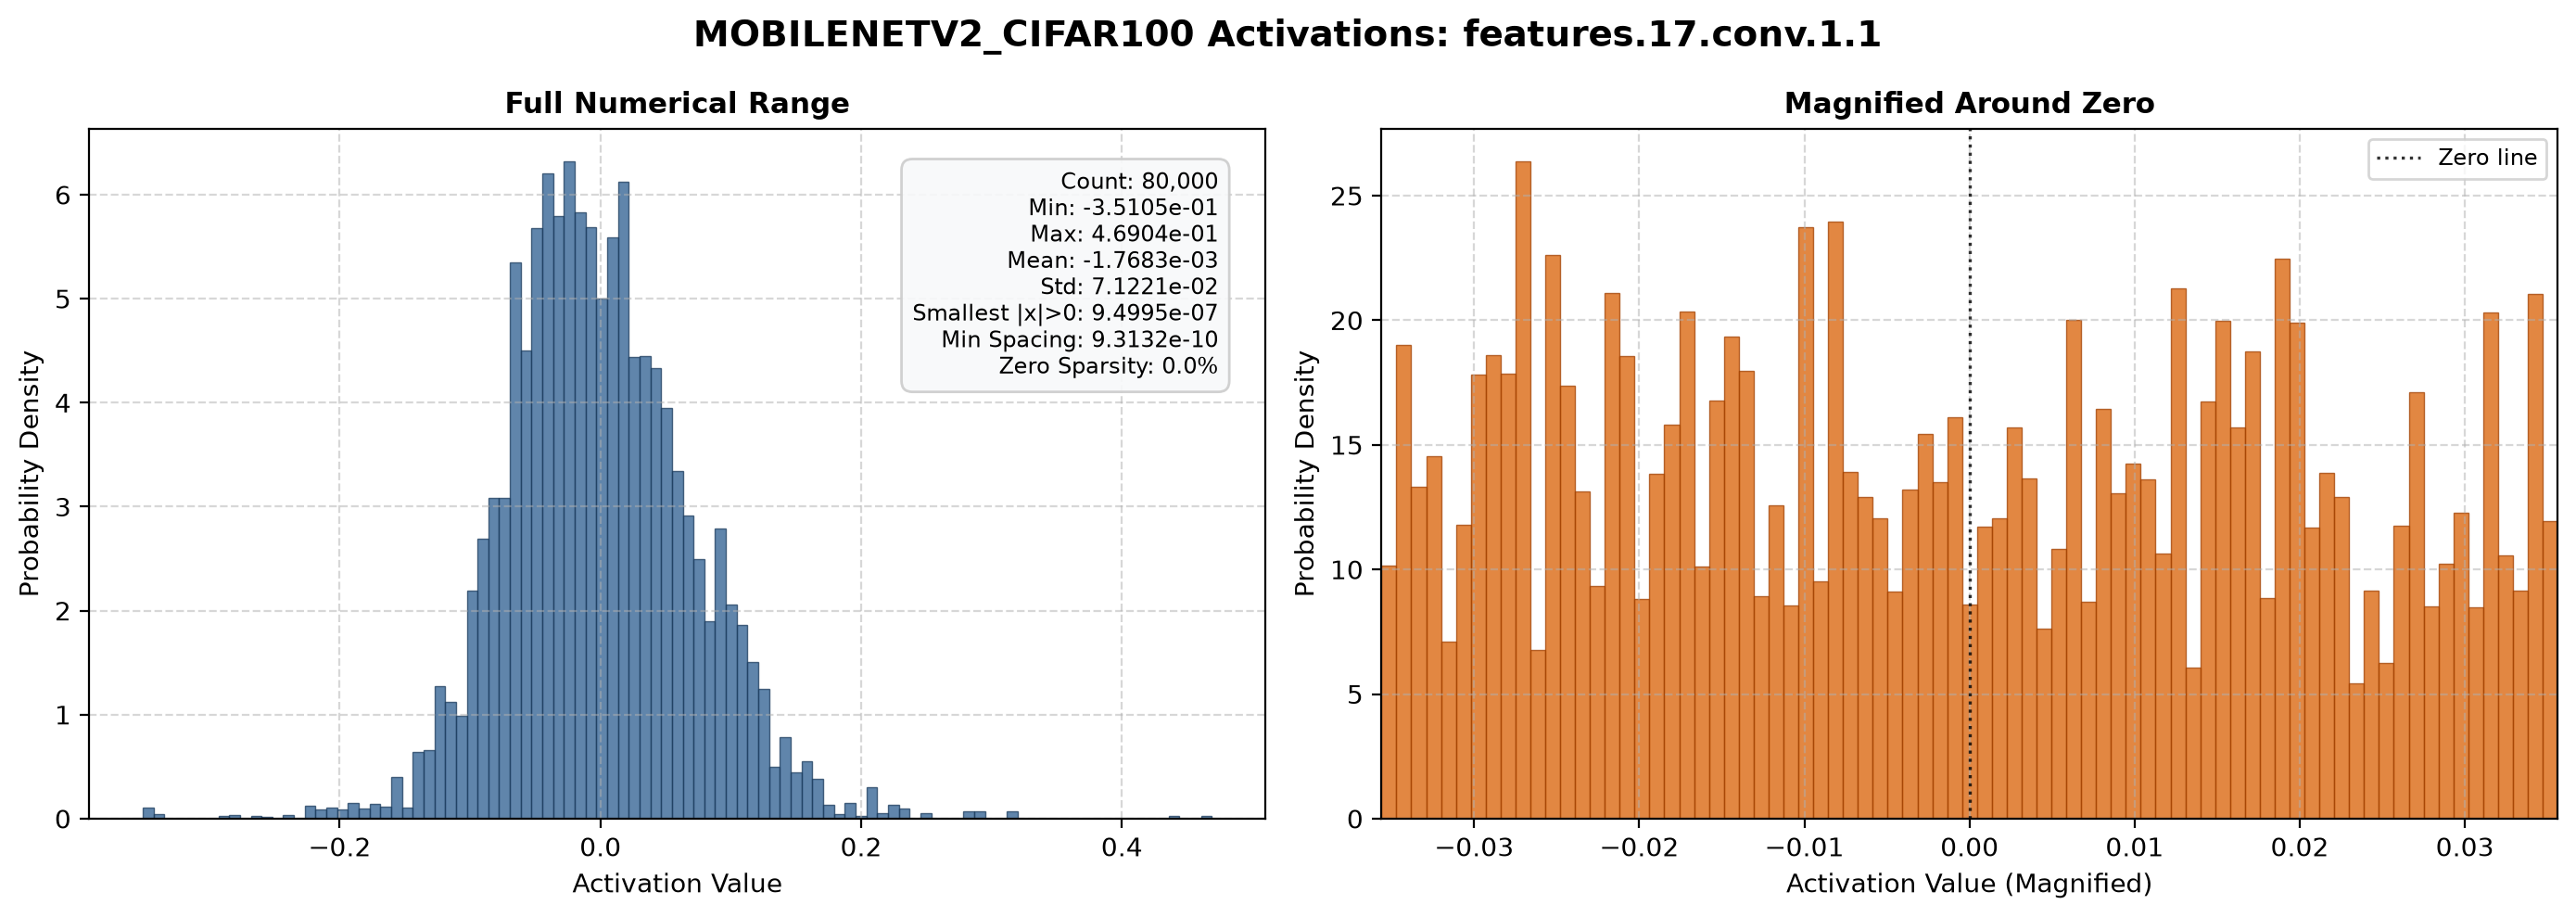 MOBILENETV2_CIFAR100 Activations: features.17.conv.1.1
Full Numerical Range
Probability Density
6
5
4
3
2
1
0
Count: 80,000
Min: -3.5105e-01
Max: 4.6904e-01
Mean: -1.7683e-03
Std: 7.1221e-02
Smallest |x|>0: 9.4995e-07
Min Spacing: 9.3132e-10
Zero Sparsity: 0.0%
−0.2 0.0 0.2 0.4
Activation Value
Magnified Around Zero
Zero line
Probability Density
25
20
15
10
5
0
−0.03 −0.02 −0.01 0.00 0.01 0.02 0.03
Activation Value (Magnified)